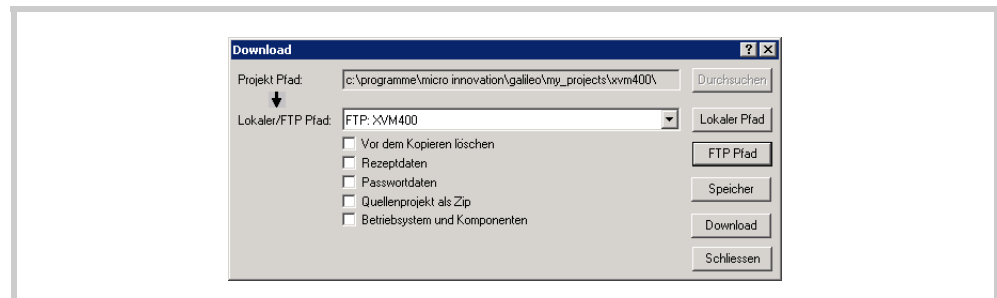 Download
Projekt Pfad: c:\programme\micro innovation\galileo\my_projects\xvm400\ Durchsuchen
Lokaler/FTP Pfad: FTP: XVM400 Lokaler Pfad
Vor dem Kopieren löschen
FTP Pfad
Rezeptdaten
Passwortdaten
Speicher
Quellenprojekt als Zip
Betriebsystem und Komponenten
Download
Schliessen